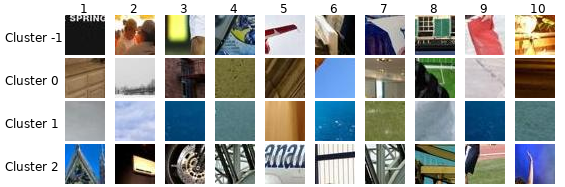 1 2 3 4 5 6 7 8 9 10
Cluster -1
SPRING
Cluster 0
Cluster 1
Cluster 2
anai